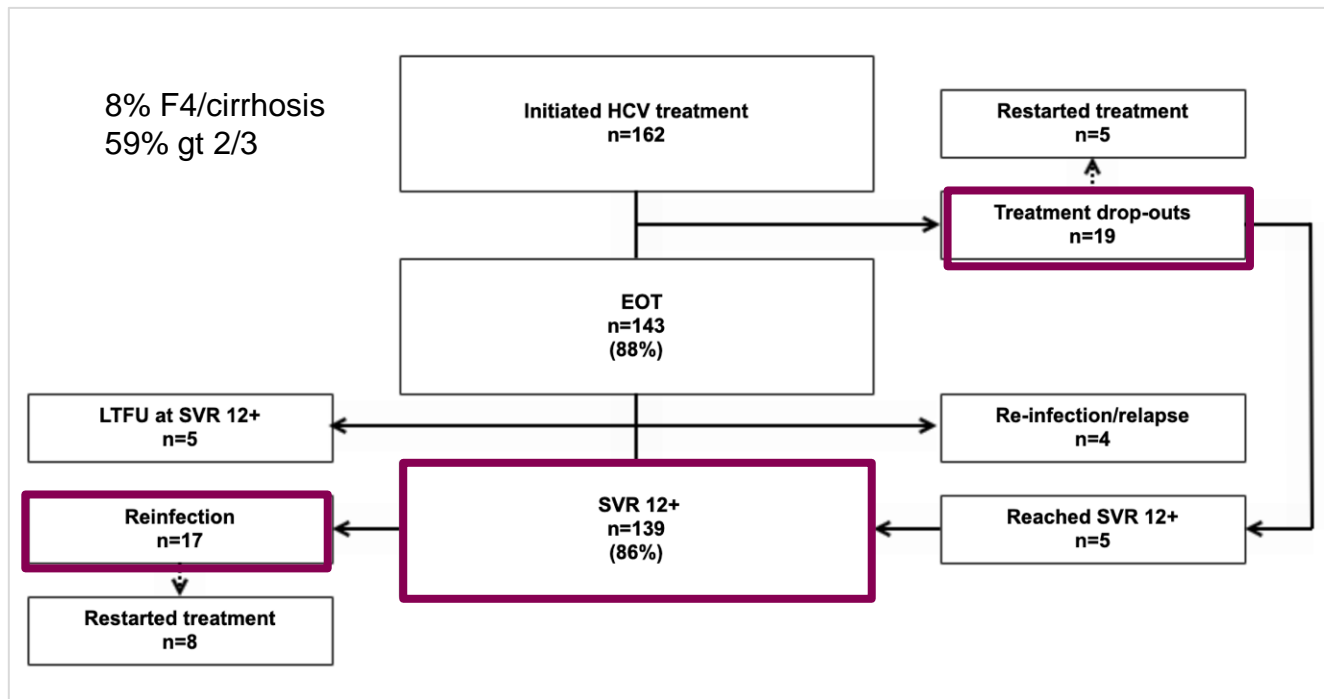 8% F4/cirrhosis
59% gt 2/3
Initiated HCV treatment
n=162
Restarted treatment
n=5
Treatment drop-outs
n=19
EOT
n=143
(88%)
LTFU at SVR 12+
n=5
Re-infection/relapse
n=4
Reinfection
n=17
SVR 12+
n=139
(86%)
Reached SVR 12+
n=5
Restarted treatment
n=8